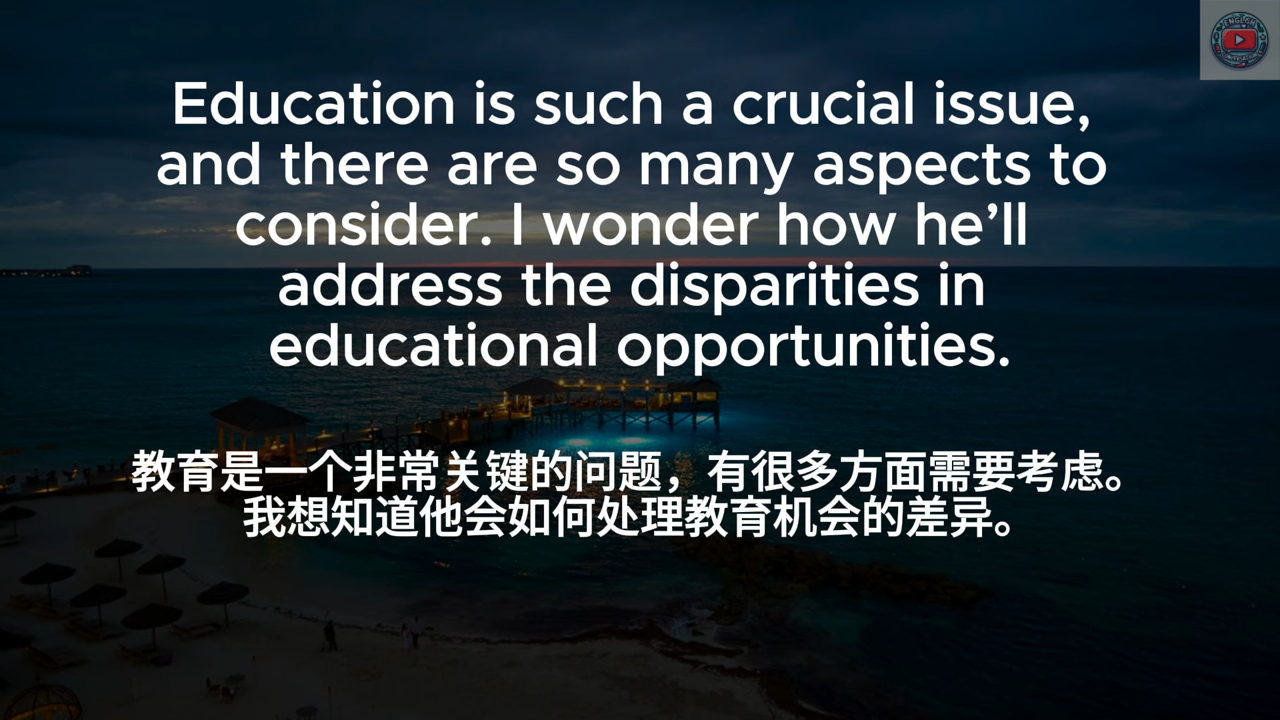 Education is such a crucial issue,
and there are so many aspects to
consider. I wonder how he’ll
address the disparities in
educational opportunities.
教育是一个非常关键的问题，有很多方面需要考虑。
我想知道他会如何处理教育机会的差异。
ENGLISH